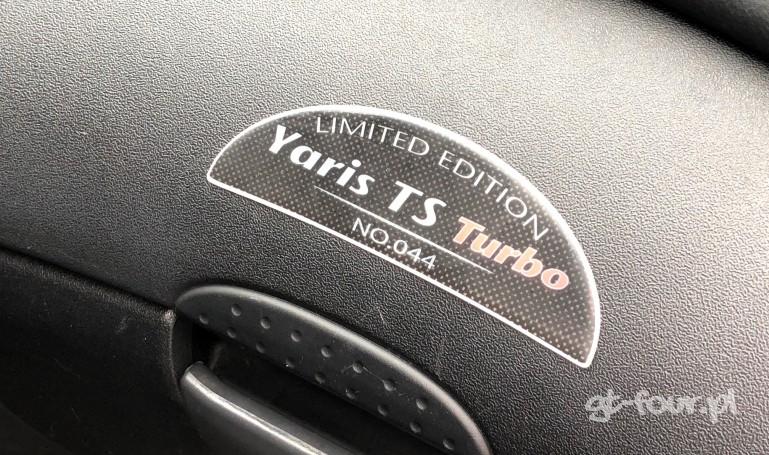 LIMITED EDITION
Yaris TS Turbo
NO.044
gt-four.pl